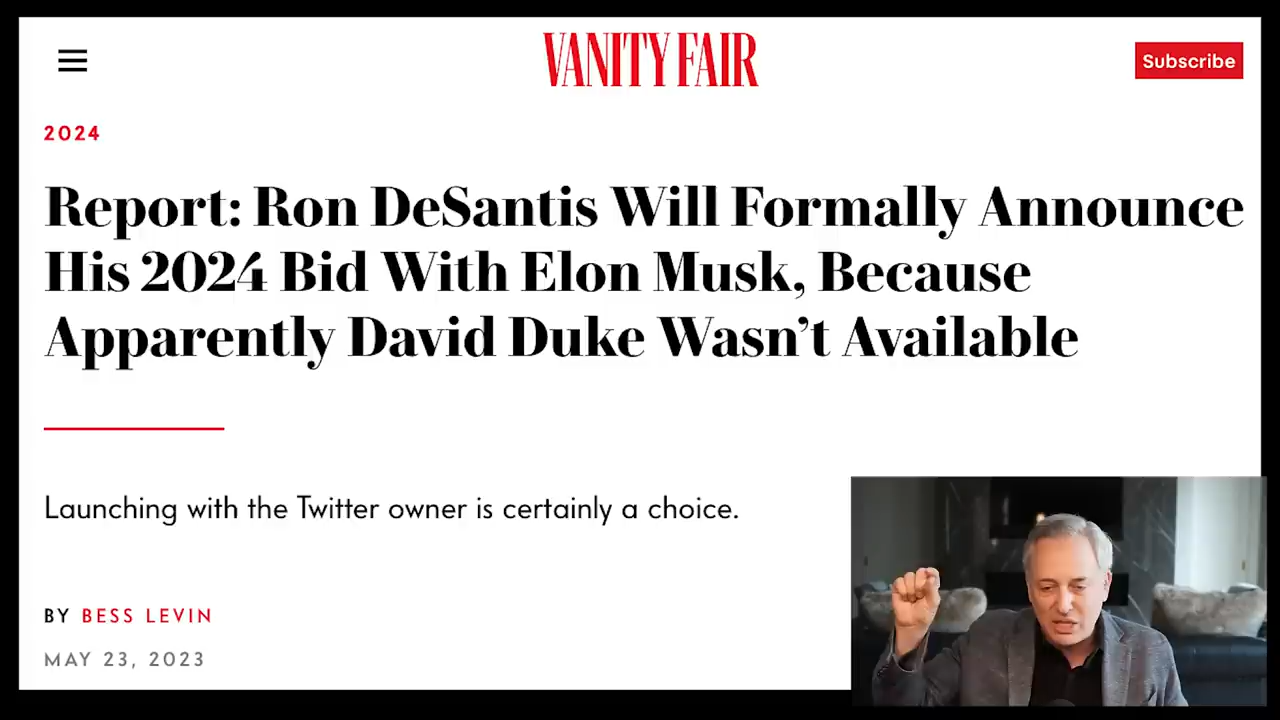 VANITY FAIR
Subscribe
2024
Report: Ron DeSantis Will Formally Announce
His 2024 Bid With Elon Musk, Because
Apparently David Duke Wasn’t Available
Launching with the Twitter owner is certainly a choice.
BY BESS LEVIN
MAY 23, 2023